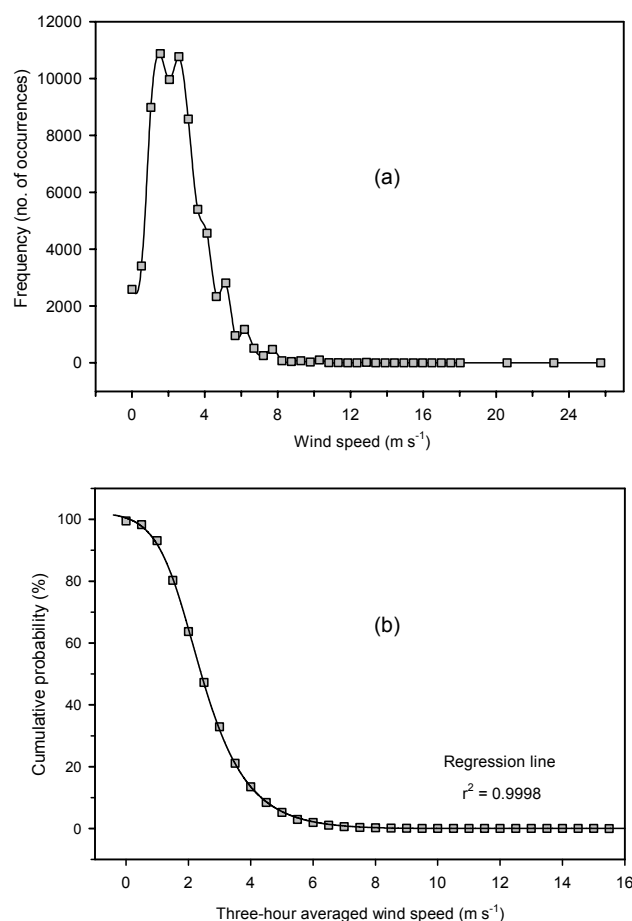 12000
10000
8000
6000
4000
2000
0
Frequency (no. of occurrences)
(a)
0 4 8 12 16 20 24
Wind speed (m s⁻¹)
100
80
60
40
20
0
Cumulative probability (%)
(b)
Regression line
r² = 0.9998
0 2 4 6 8 10 12 14 16
Three-hour averaged wind speed (m s⁻¹)